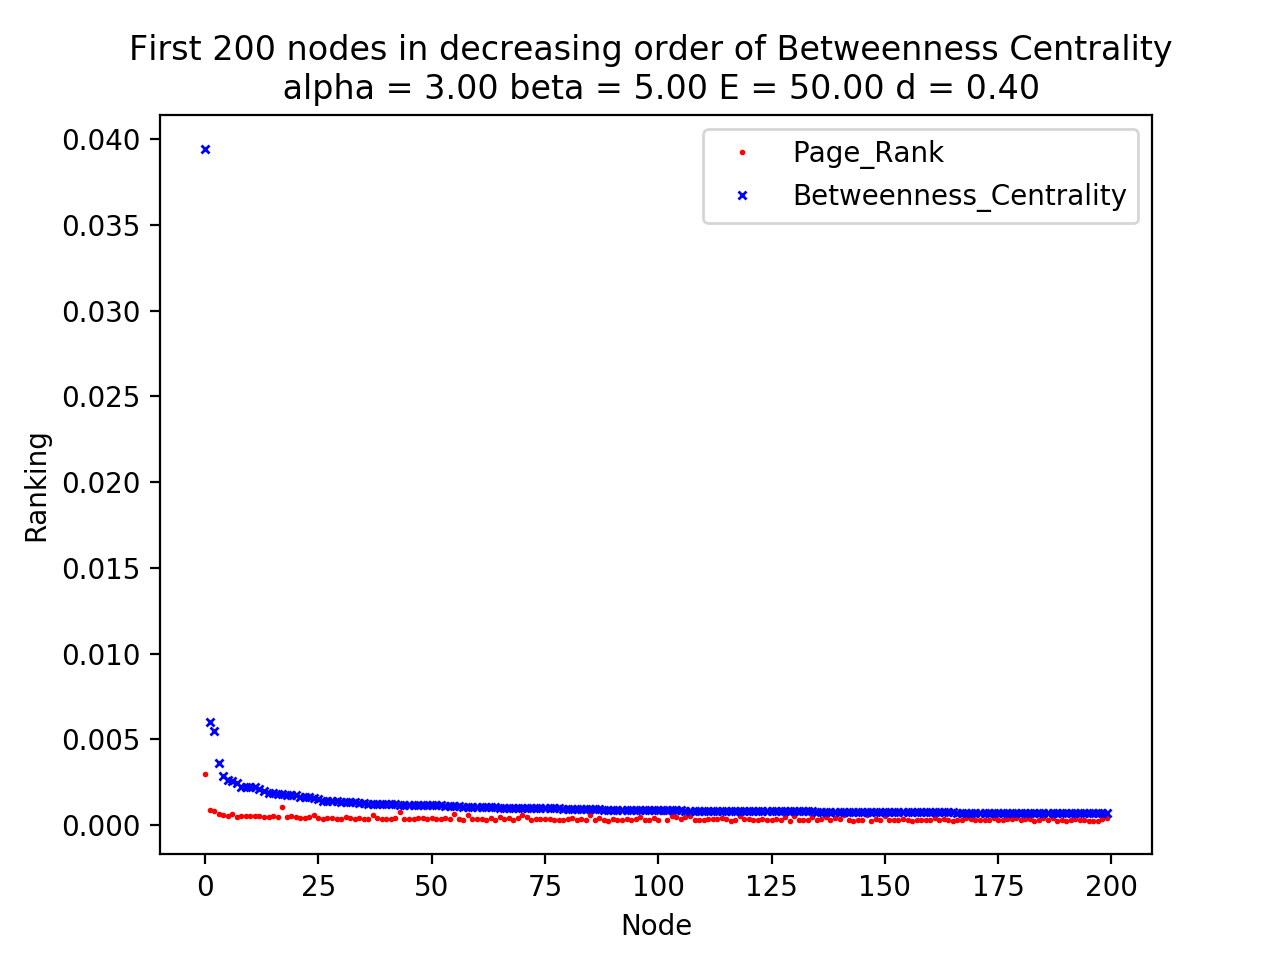 First 200 nodes in decreasing order of Betweenness Centrality
alpha = 3.00 beta = 5.00 E = 50.00 d = 0.40
Page_Rank
Betweenness_Centrality
0.040
0.035
0.030
0.025
0.020
0.015
0.010
0.005
0.000
Ranking
0 25 50 75 100 125 150 175 200
Node